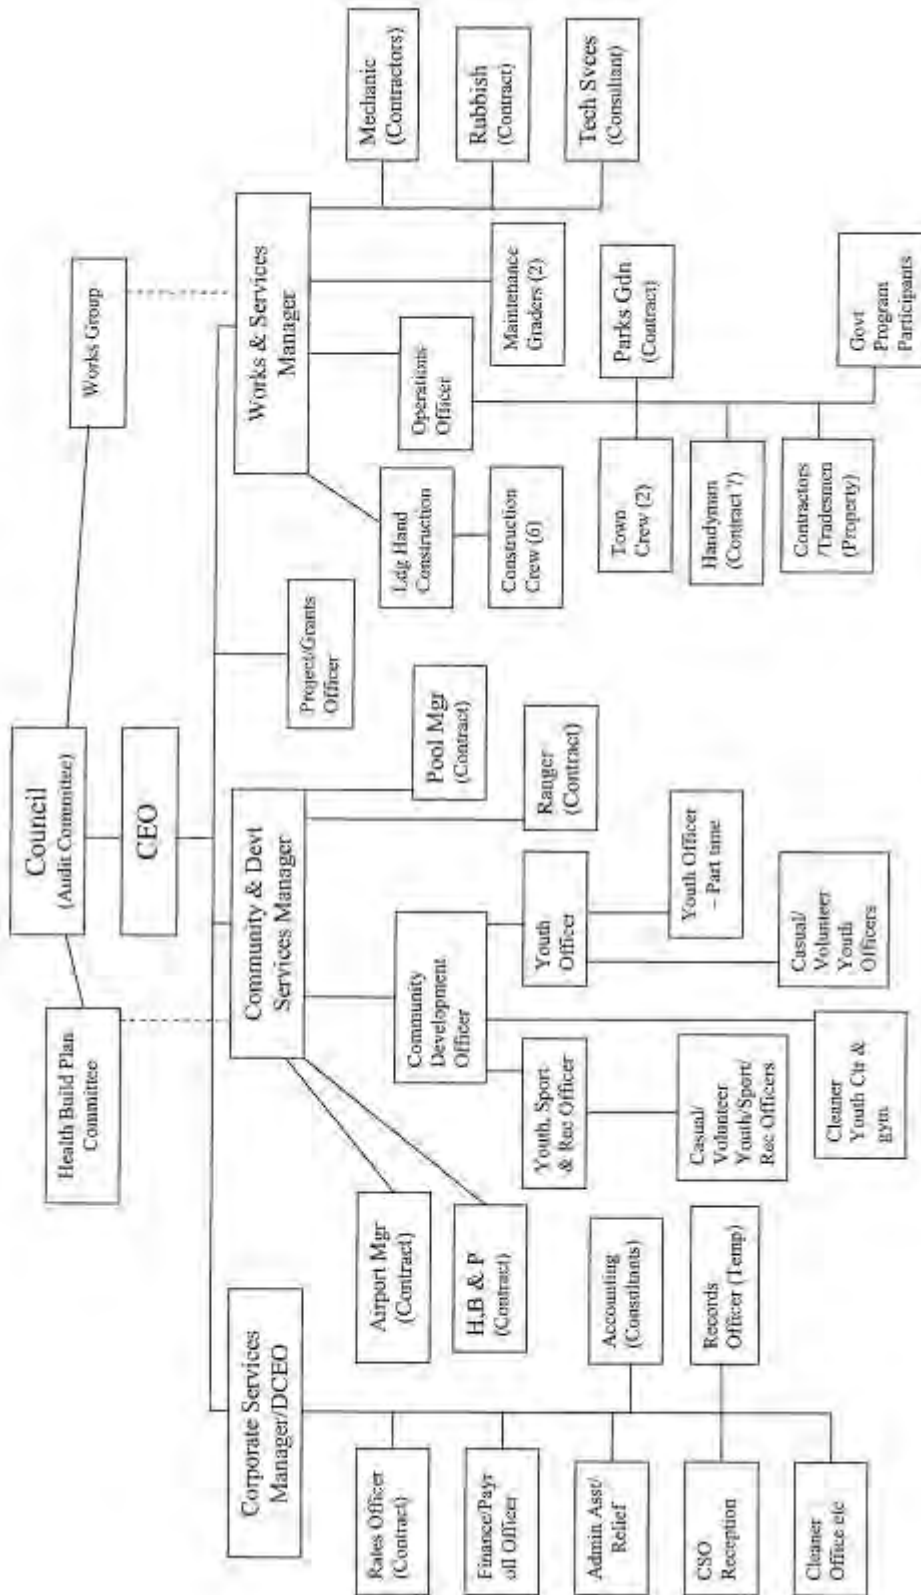 Council
(Audit Committee)
Health Build Plan
Committee
Works Group
CEO
Corporate Services
Manager/DCEO
Community & Devt
Services Manager
Project/Grants
Officer
Works & Services
Manager
Rates Officer
(Contract)
Finance/Payr
oll Officer
Admin Asst/
Relief
CSO
Reception
Cleaner
Office etc
Accounting
(Consultants)
Records
Officer (Temp)
Airport Mgr
(Contract)
H,B & P
(Contract)
Community
Development
Officer
Pool Mgr
(Contract)
Ranger
(Contract)
Youth, Sport
& Rec Officer
Youth
Officer
Casual/
Volunteer
Youth/Sport/
Rec Officers
Youth Officer
– Part time
Cleaner
Youth Ctr &
gym
Casual/
Volunteer
Youth
Officers
Ldg Hand
Construction
Construction
Crew (6)
Operations
Officer
Maintenance
Graders (2)
Mechanic
(Contractors)
Rubbish
(Contract)
Tech Svces
(Consultant)
Town
Crew (2)
Parks Gdn
(Contract)
Handyman
(Contract ?)
Contractors
/Tradesmen
(Property)
Govt
Program
Participants